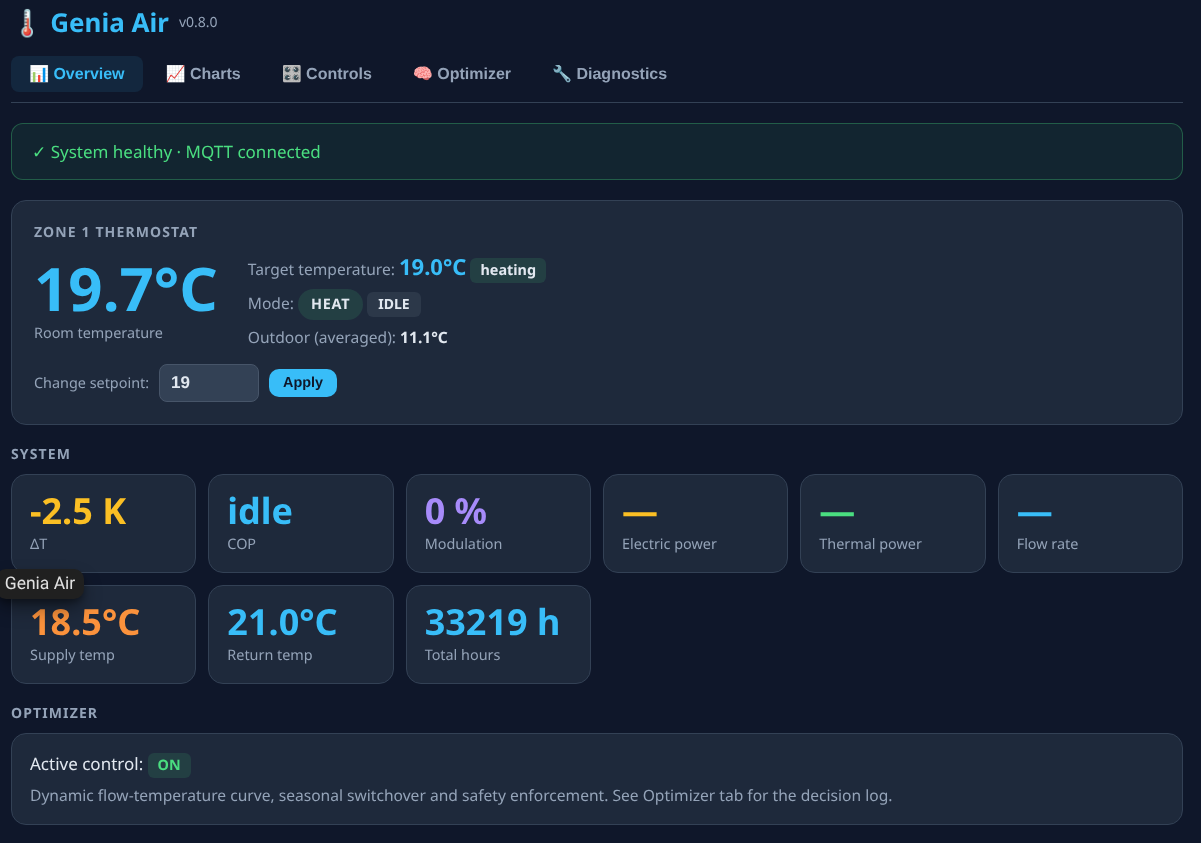 Genia Air v0.8.0
Overview Charts Controls Optimizer Diagnostics
✓ System healthy · MQTT connected
ZONE 1 THERMOSTAT
19.7°C
Room temperature
Target temperature: 19.0°C heating
Mode: HEAT IDLE
Outdoor (averaged): 11.1°C
Change setpoint: 19 Apply
SYSTEM
-2.5 K
ΔT
idle
COP
0 %
Modulation
—
Electric power
—
Thermal power
—
Flow rate
Genia Air
18.5°C
Supply temp
21.0°C
Return temp
33219 h
Total hours
OPTIMIZER
Active control: ON
Dynamic flow-temperature curve, seasonal switchover and safety enforcement. See Optimizer tab for the decision log.